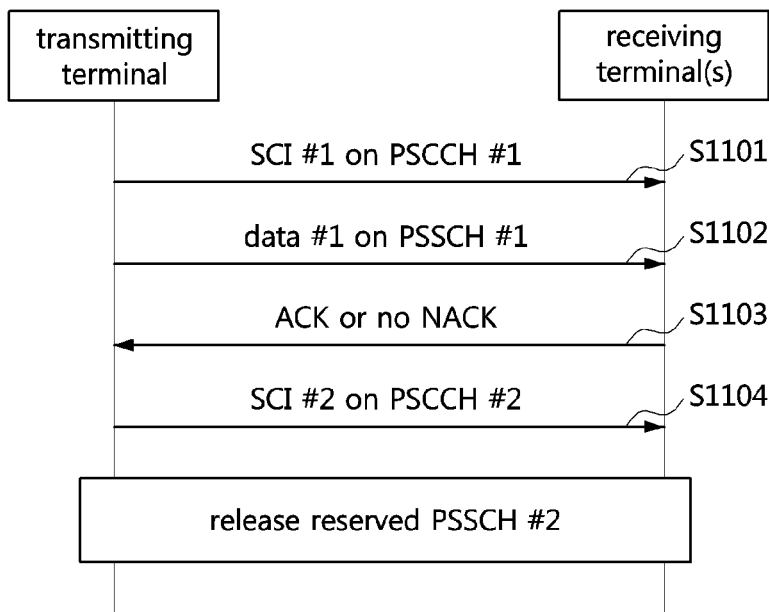 transmitting
terminal
receiving
terminal(s)
SCI #1 on PSCCH #1
S1101
data #1 on PSSCH #1
S1102
ACK or no NACK
S1103
SCI #2 on PSCCH #2
S1104
release reserved PSSCH #2